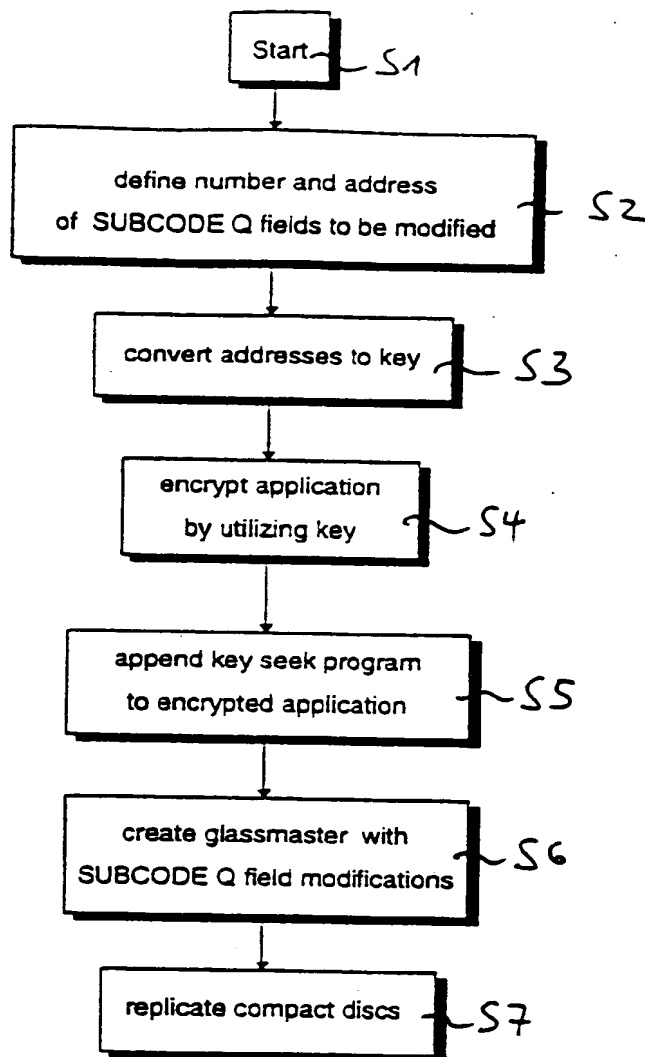 Start S1
define number and address
of SUBCODE Q fields to be modified S2
convert addresses to key S3
encrypt application
by utilizing key S4
append key seek program
to encrypted application S5
create glassmaster with
SUBCODE Q field modifications S6
replicate compact discs S7